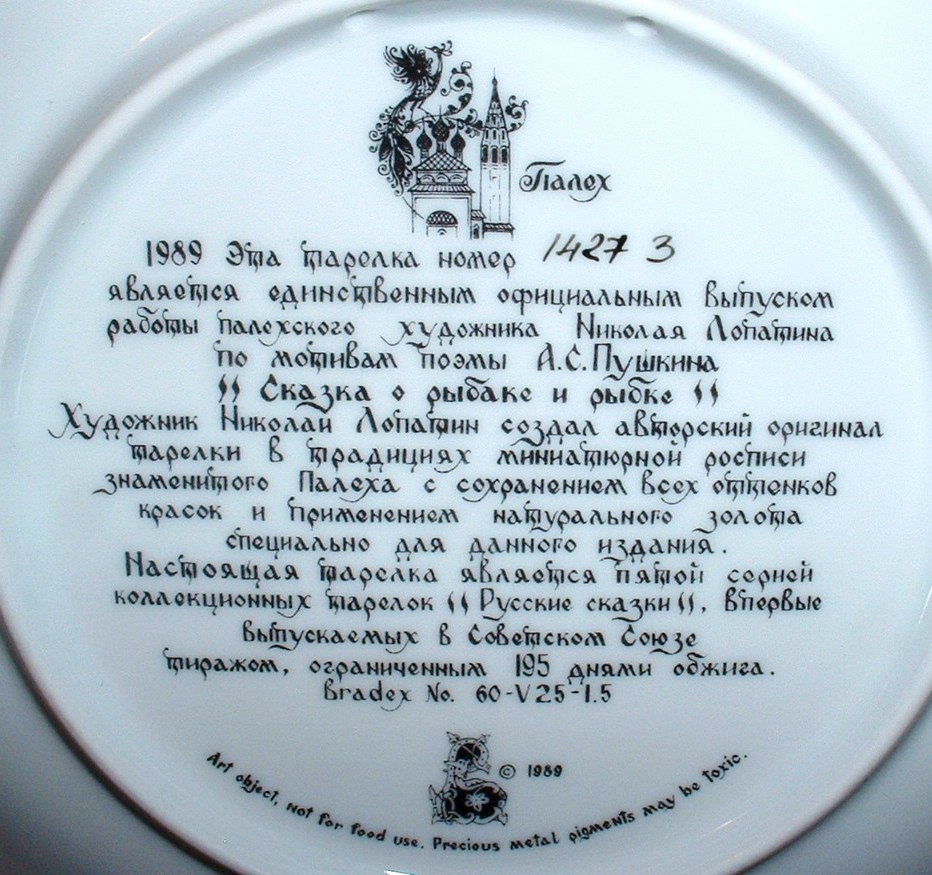 Палех
1989 Эта тарелка номер 1427 З
является единственным официальным выпуском
работы палехского художника Николая Лопатина
по мотивам поэмы А.С.Пушкина
" Сказка о рыбаке и рыбке "
Художник Николай Лопатин создал авторский оригинал
тарелки в традициях миниатюрной росписи
знаменитого Палеха с сохранением всех оттенков
красок и применением натурального золота
специально для данного издания.
Настоящая тарелка является пятой серией
коллекционных тарелок "Русские сказки", впервые
выпускаемых в Советском Союзе
тиражом, ограниченным 195 днями обжига.
Bradex No. 60-V25-1.5
© 1989
Art object, not for food use. Precious metal pigments may be toxic.